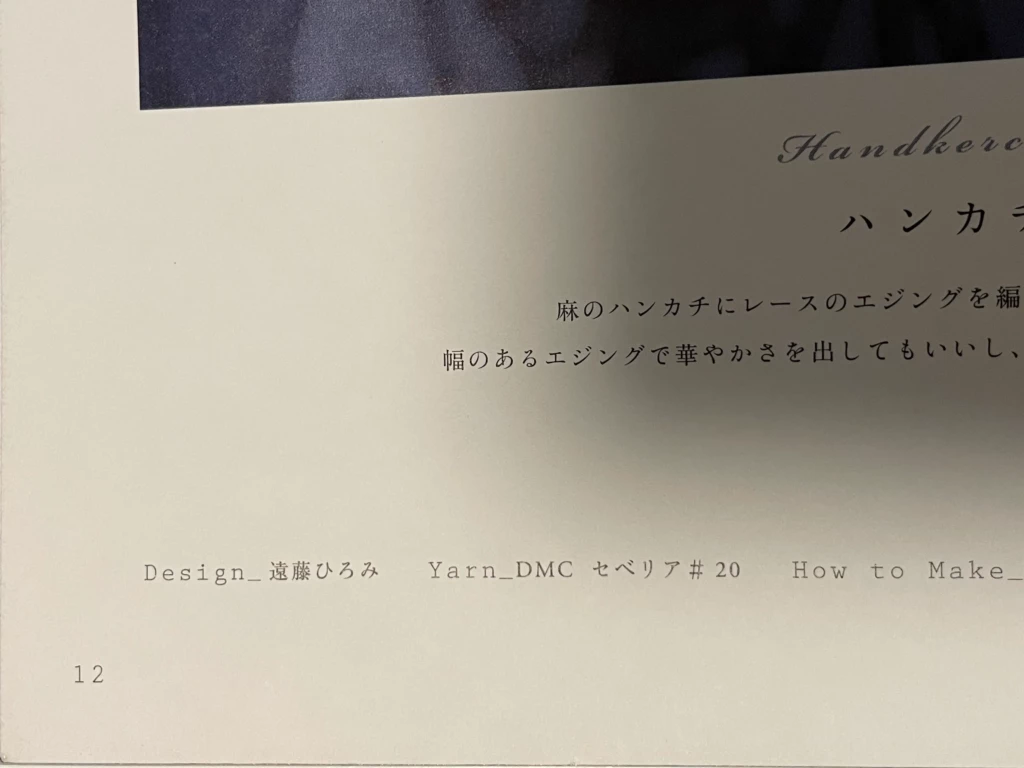 Handkerc
ハンカチ
麻のハンカチにレースのエジングを編
幅のあるエジングで華やかさを出してもいいし、
Design_遠藤ひろみ Yarn_DMC セベリア#20 How to Make_
12